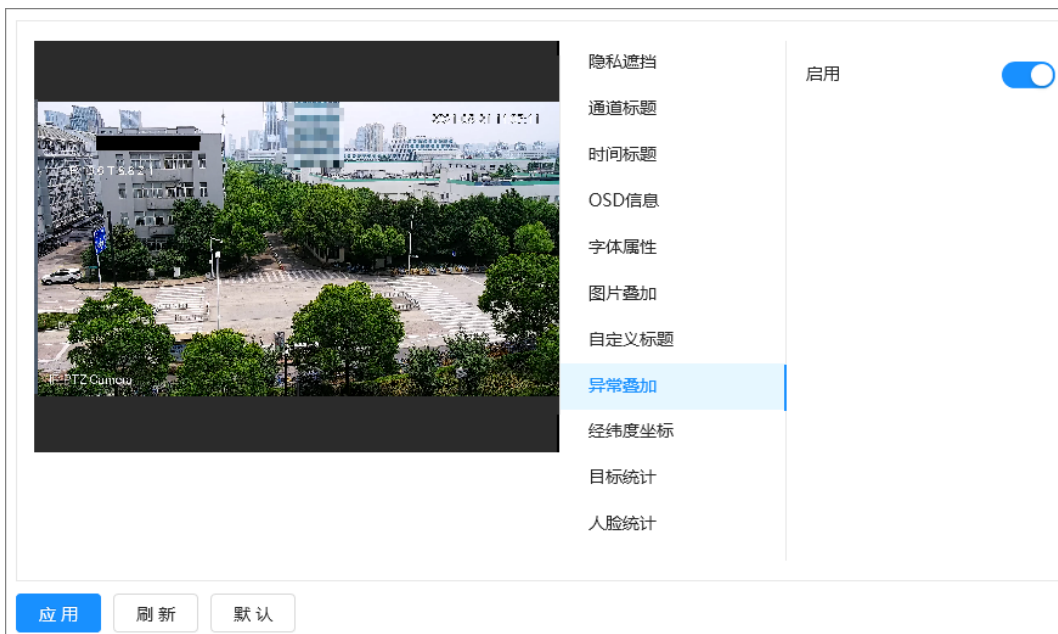 隐私遮挡
启用
通道标题
时间标题
OSD信息
字体属性
图片叠加
自定义标题
异常叠加
经纬度坐标
目标统计
人脸统计
PTZ Camera
应用
刷新
默认